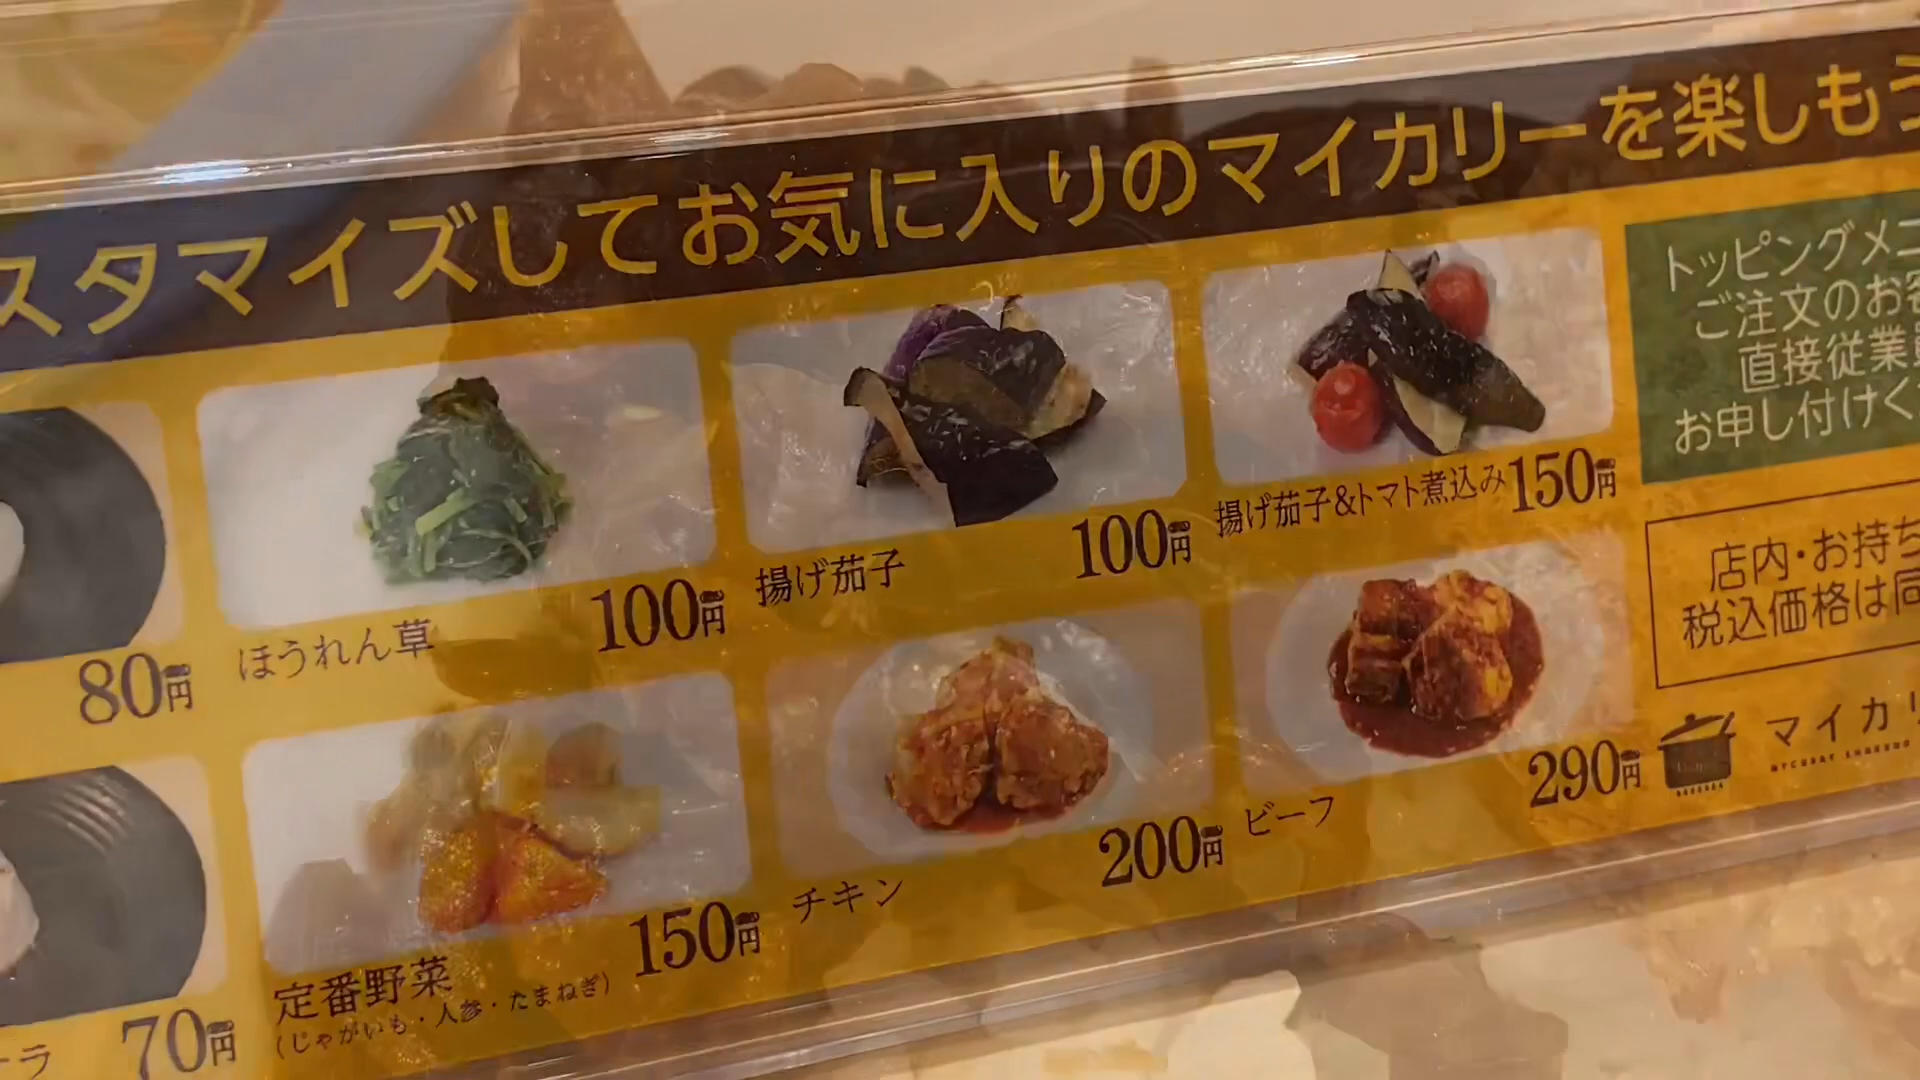 スタマイズしてお気に入りのマイカリーを楽しもう
80円
ほうれん草 100円
揚げ茄子 100円
揚げ茄子&トマト煮込み 150円
ーラ 70円
定番野菜 150円
(じゃがいも・人参・たまねぎ)
チキン 200円
ビーフ 290円
トッピングメニ
ご注文のお客
直接従業員
お申し付けく
店内・お持ち
税込価格は同
マイカリ